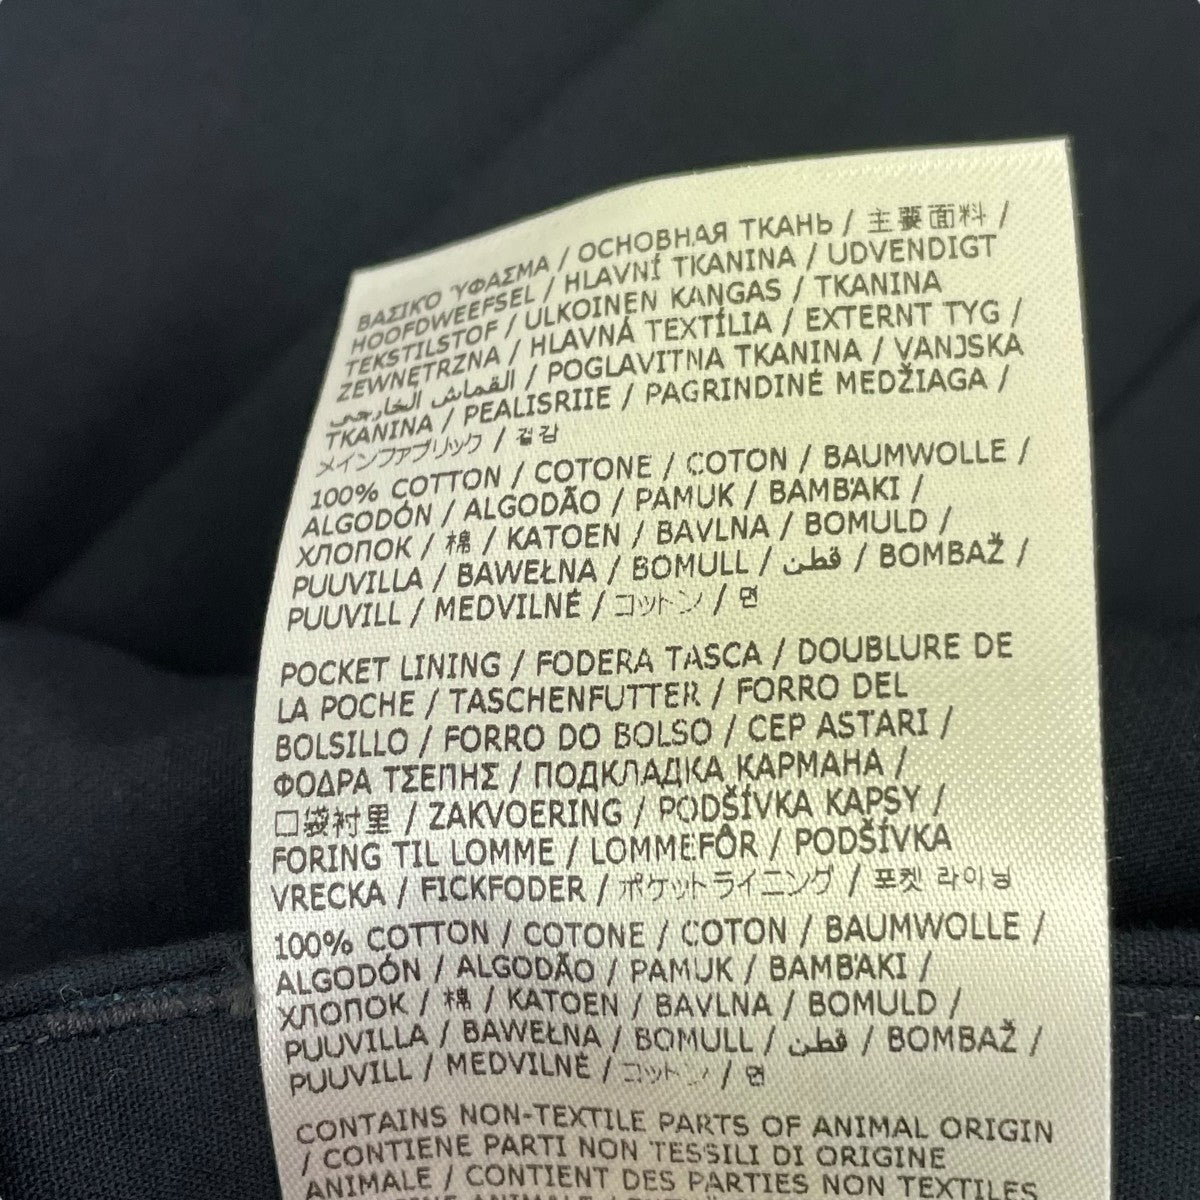 ΒΑΣΙΚΌ ΎΦΑΣΜΑ / ОСНОВНАЯ ТКАНЬ / 主要面料 /
HOOFDWEEFSEL / HLAVNÍ TKANINA / UDVENDIGT
TEKSTILSTOF / ULKOINEN KANGAS / TKANINA
ZEWNĘTRZNA / HLAVNÁ TEXTÍLIA / EXTERNT TYG /
القماش الخارجي / POGLAVITNA TKANINA / VANJSKA
TKANINA / PEALISRIIE / PAGRINDINĖ MEDŽIAGA /
メインファブリック / 겉감
100% COTTON / COTONE / COTON / BAUMWOLLE /
ALGODÓN / ALGODÃO / PAMUK / ΒΑΜΒΆΚΙ /
ХЛОПОК / 棉 / KATOEN / BAVLNA / BOMULD /
PUUVILLA / BAWEŁNA / BOMULL / قطن / BOMBAŽ /
PUUVILL / MEDVILNĖ / コットン / 면
POCKET LINING / FODERA TASCA / DOUBLURE DE
LA POCHE / TASCHENFUTTER / FORRO DEL
BOLSILLO / FORRO DO BOLSO / CEP ASTARI /
ΦΟΔΡΑ ΤΣΕΠΗΣ / ПОДКЛАДКА КАРМАНА /
口袋衬里 / ZAKVOERING / PODŠÍVKA KAPSY /
FORING TIL LOMME / LOMMEFÔR / PODŠÍVKA
VRECKA / FICKFODER / ポケットライニング / 포켓 라이닝
100% COTTON / COTONE / COTON / BAUMWOLLE /
ALGODÓN / ALGODÃO / PAMUK / ΒΑΜΒΆΚΙ /
ХЛОПОК / 棉 / KATOEN / BAVLNA / BOMULD /
PUUVILLA / BAWEŁNA / BOMULL / قطن / BOMBAŽ /
PUUVILL / MEDVILNĖ / コットン / 면
CONTAINS NON-TEXTILE PARTS OF ANIMAL ORIGIN
/ CONTIENE PARTI NON TESSILI DI ORIGINE
ANIMALE / CONTIENT DES PARTIES NON TEXTILES